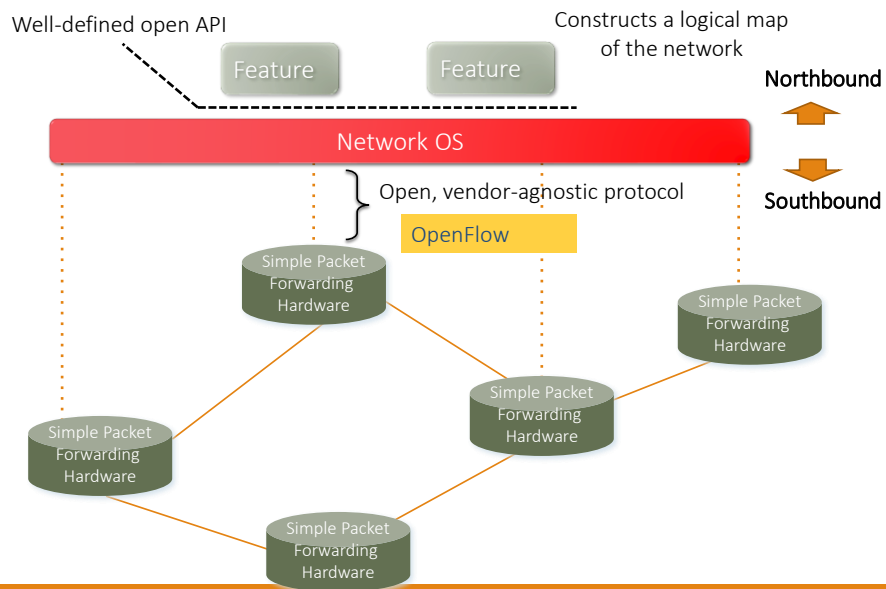 Well-defined open API
Constructs a logical map
of the network
Feature
Feature
Northbound
Network OS
Open, vendor-agnostic protocol
Southbound
OpenFlow
Simple Packet
Forwarding
Hardware
Simple Packet
Forwarding
Hardware
Simple Packet
Forwarding
Hardware
Simple Packet
Forwarding
Hardware
Simple Packet
Forwarding
Hardware